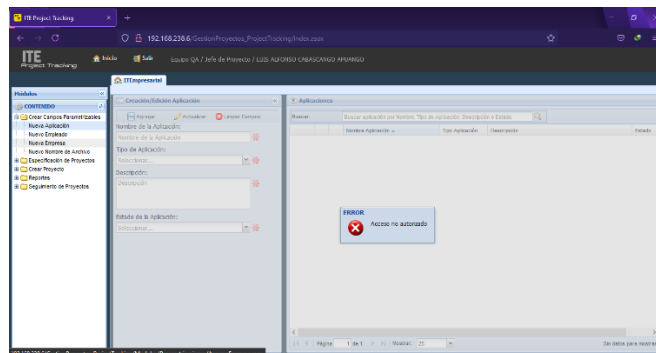 ITE Project Tracking
192.168.238.6/GestionProyectos_ProjectTracking/Index.aspx
ITE
Project Tracking
Inicio
Salir
Equipo QA / Jefe de Proyecto / LUIS ALFONSO CABASCANGO APUANGO
ITEmpresarial
Módulos
CONTENIDO
Crear Campos Parametrizables
Nueva Aplicación
Nuevo Empleado
Nueva Empresa
Nuevo Nombre de Archivo
Especificación de Proyectos
Crear Proyecto
Reportes
Seguimiento de Proyectos
Creación/Edición Aplicación
Agregar
Actualizar
Limpiar Campos
Nombre de la Aplicación:
Nombre de la Aplicación
Tipo de Aplicación:
Seleccionar...
Descripción:
Descripción
Estado de la Aplicación:
Seleccionar...
Aplicaciones
Buscar
Buscar aplicación por Nombre, Tipo de Aplicación, Descripción o Estado
Nombre Aplicación
Tipo Aplicación
Descripción
Estado
ERROR
Acceso no autorizado
Página
1
de 1
Mostrar:
25
Sin datos para mostrar